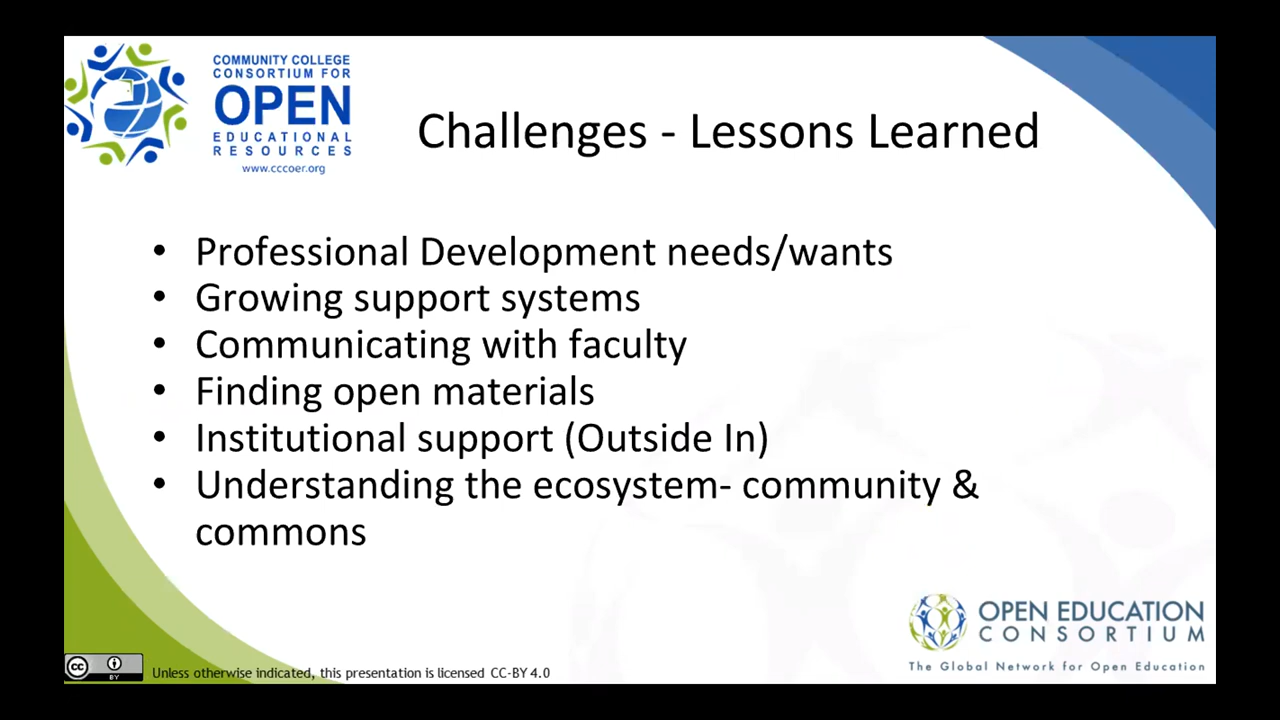 COMMUNITY COLLEGE
CONSORTIUM FOR
OPEN
EDUCATIONAL
RESOURCES
www.cccoer.org
Challenges - Lessons Learned
• Professional Development needs/wants
• Growing support systems
• Communicating with faculty
• Finding open materials
• Institutional support (Outside In)
• Understanding the ecosystem- community &
commons
OPEN EDUCATION
CONSORTIUM
The Global Network for Open Education
cc BY
Unless otherwise indicated, this presentation is licensed CC-BY 4.0